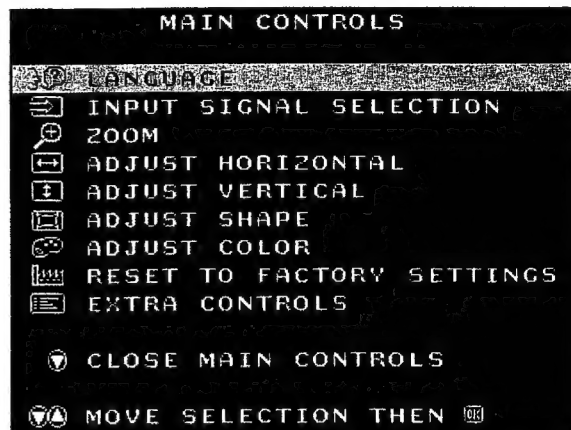 MAIN CONTROLS
LANGUAGE
INPUT SIGNAL SELECTION
ZOOM
ADJUST HORIZONTAL
ADJUST VERTICAL
ADJUST SHAPE
ADJUST COLOR
RESET TO FACTORY SETTINGS
EXTRA CONTROLS
CLOSE MAIN CONTROLS
MOVE SELECTION THEN OK